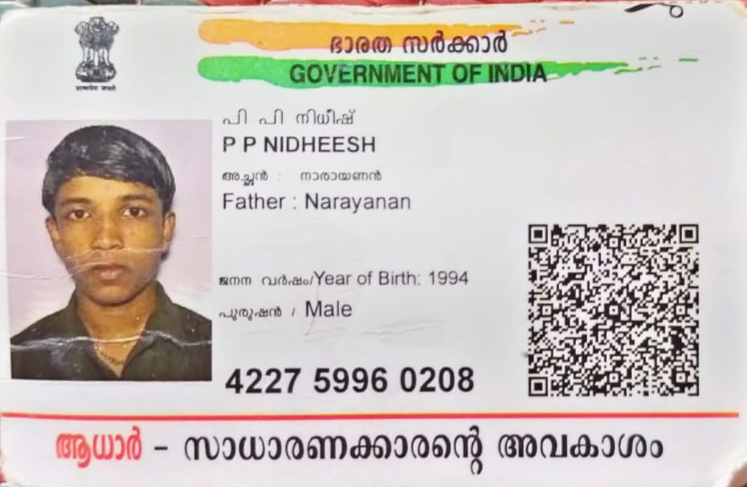 ഭാരത സർക്കാർ
GOVERNMENT OF INDIA
പി പി നിധീഷ്
P P NIDHEESH
അച്ഛൻ : നാരായണൻ
Father : Narayanan
ജനന വർഷം/Year of Birth: 1994
പുരുഷൻ / Male
4227 5996 0208
ആധാർ - സാധാരണക്കാരന്റെ അവകാശം